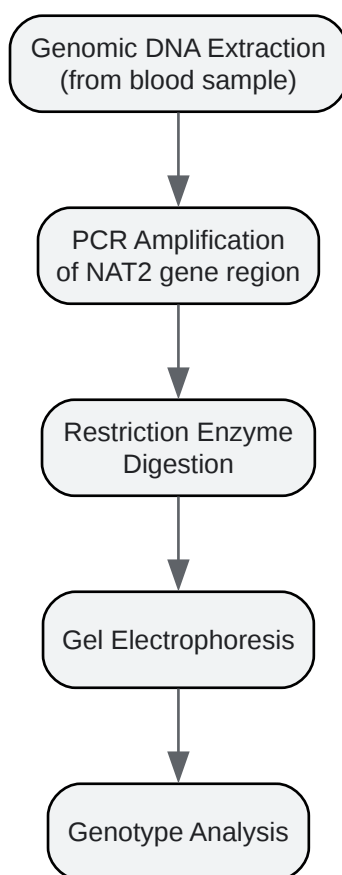 Genomic DNA Extraction
(from blood sample)
PCR Amplification
of NAT2 gene region
Restriction Enzyme
Digestion
Gel Electrophoresis
Genotype Analysis